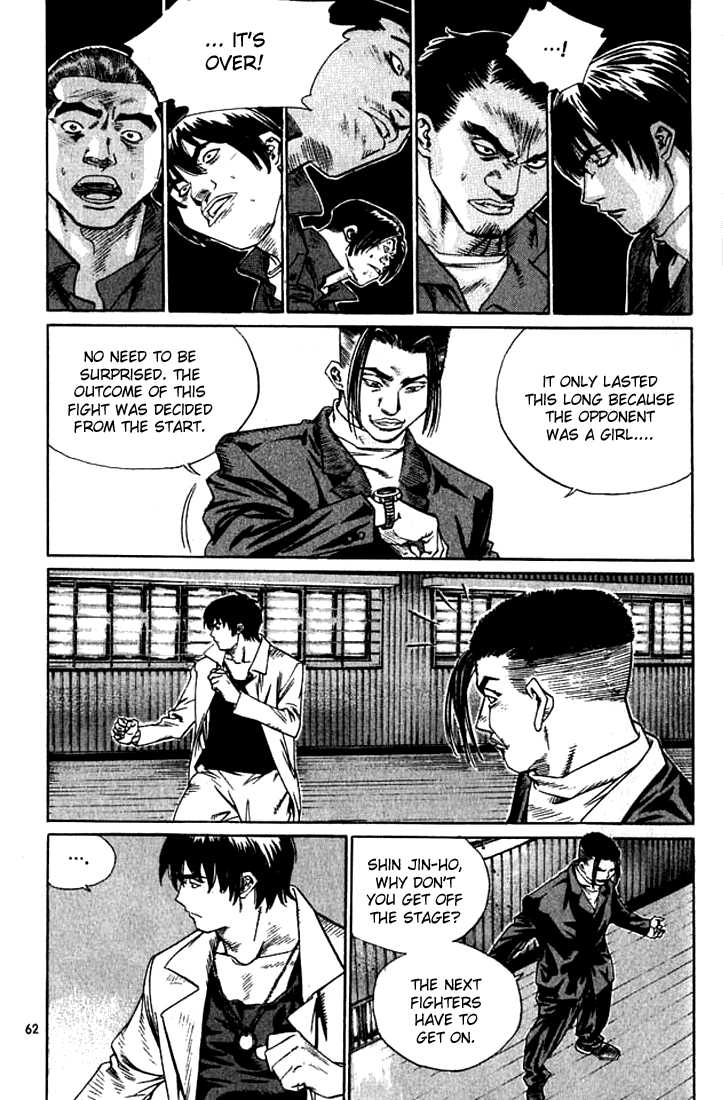 ... IT'S
OVER!
...!
NO NEED TO BE
SURPRISED. THE
OUTCOME OF THIS
FIGHT WAS DECIDED
FROM THE START.
IT ONLY LASTED
THIS LONG BECAUSE
THE OPPONENT
WAS A GIRL....
....
SHIN JIN-HO,
WHY DON'T
YOU GET OFF
THE STAGE?
THE NEXT
FIGHTERS
HAVE TO
GET ON.
62